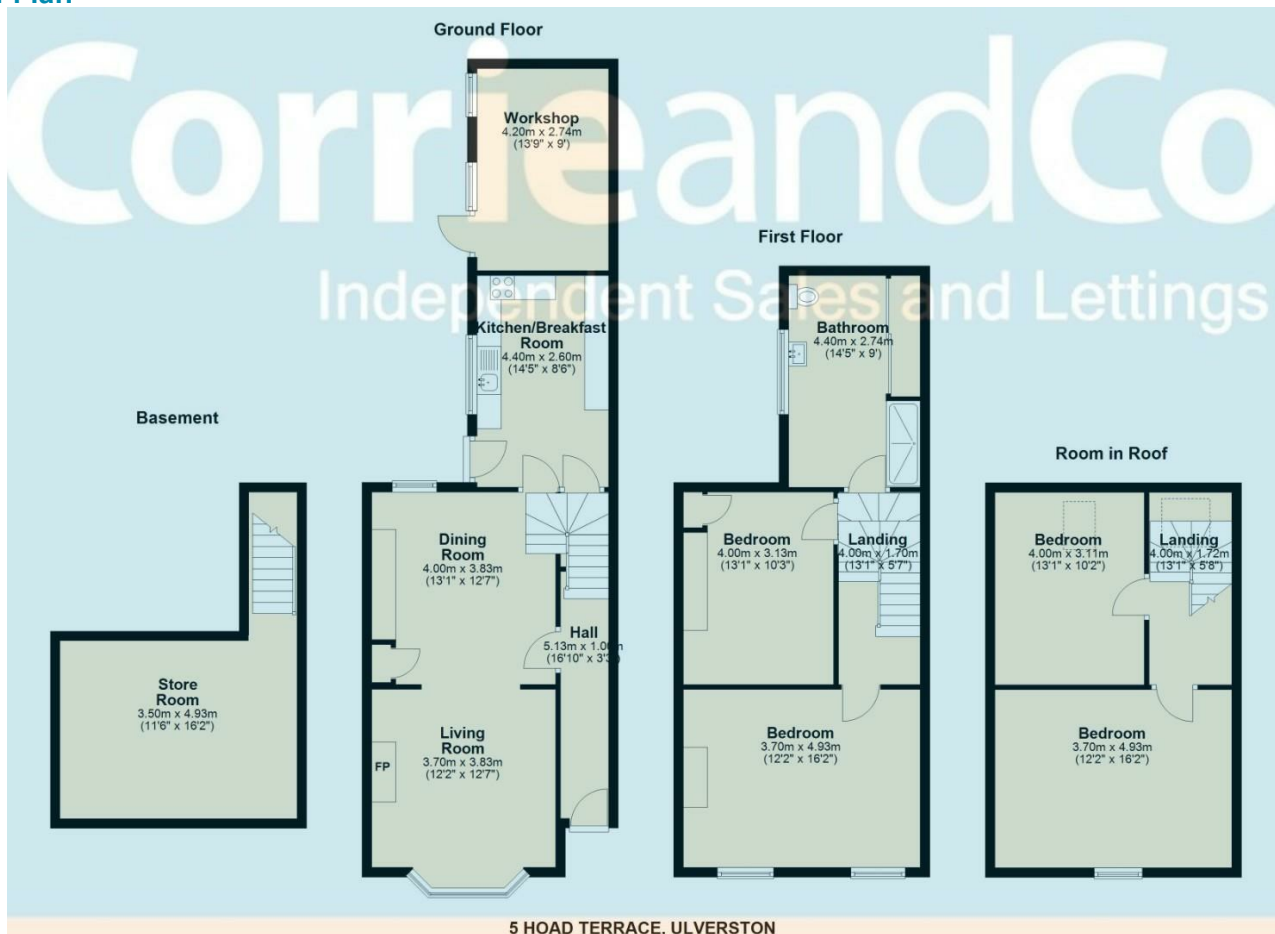 Ground Floor
CorrieandCo
Independent Sales and Lettings
Workshop
4.20m x 2.74m
(13'9" x 9')
Kitchen/Breakfast
Room
4.40m x 2.60m
(14'5" x 8'6")
Dining
Room
4.00m x 3.83m
(13'1" x 12'7")
Hall
5.13m x
(16'10" x
Living
Room
3.70m x 3.83m
(12'2" x 12'7")
FP
Basement
Store
Room
3.50m x 4.93m
(11'6" x 16'2")
First Floor
Bathroom
4.40m x 2.74m
(14'5" x 9')
Bedroom
4.00m x 3.13m
(13'1" x 10'3")
Landing
4.00m x 1.70m
(13'1" x 5'7")
Bedroom
3.70m x 4.93m
(12'2" x 16'2")
Room in Roof
Bedroom
4.00m x 3.11m
(13'1" x 10'2")
Landing
4.00m x 1.72m
(13'1" x 5'8")
Bedroom
3.70m x 4.93m
(12'2" x 16'2")
5 HOAD TERRACE, ULVERSTON